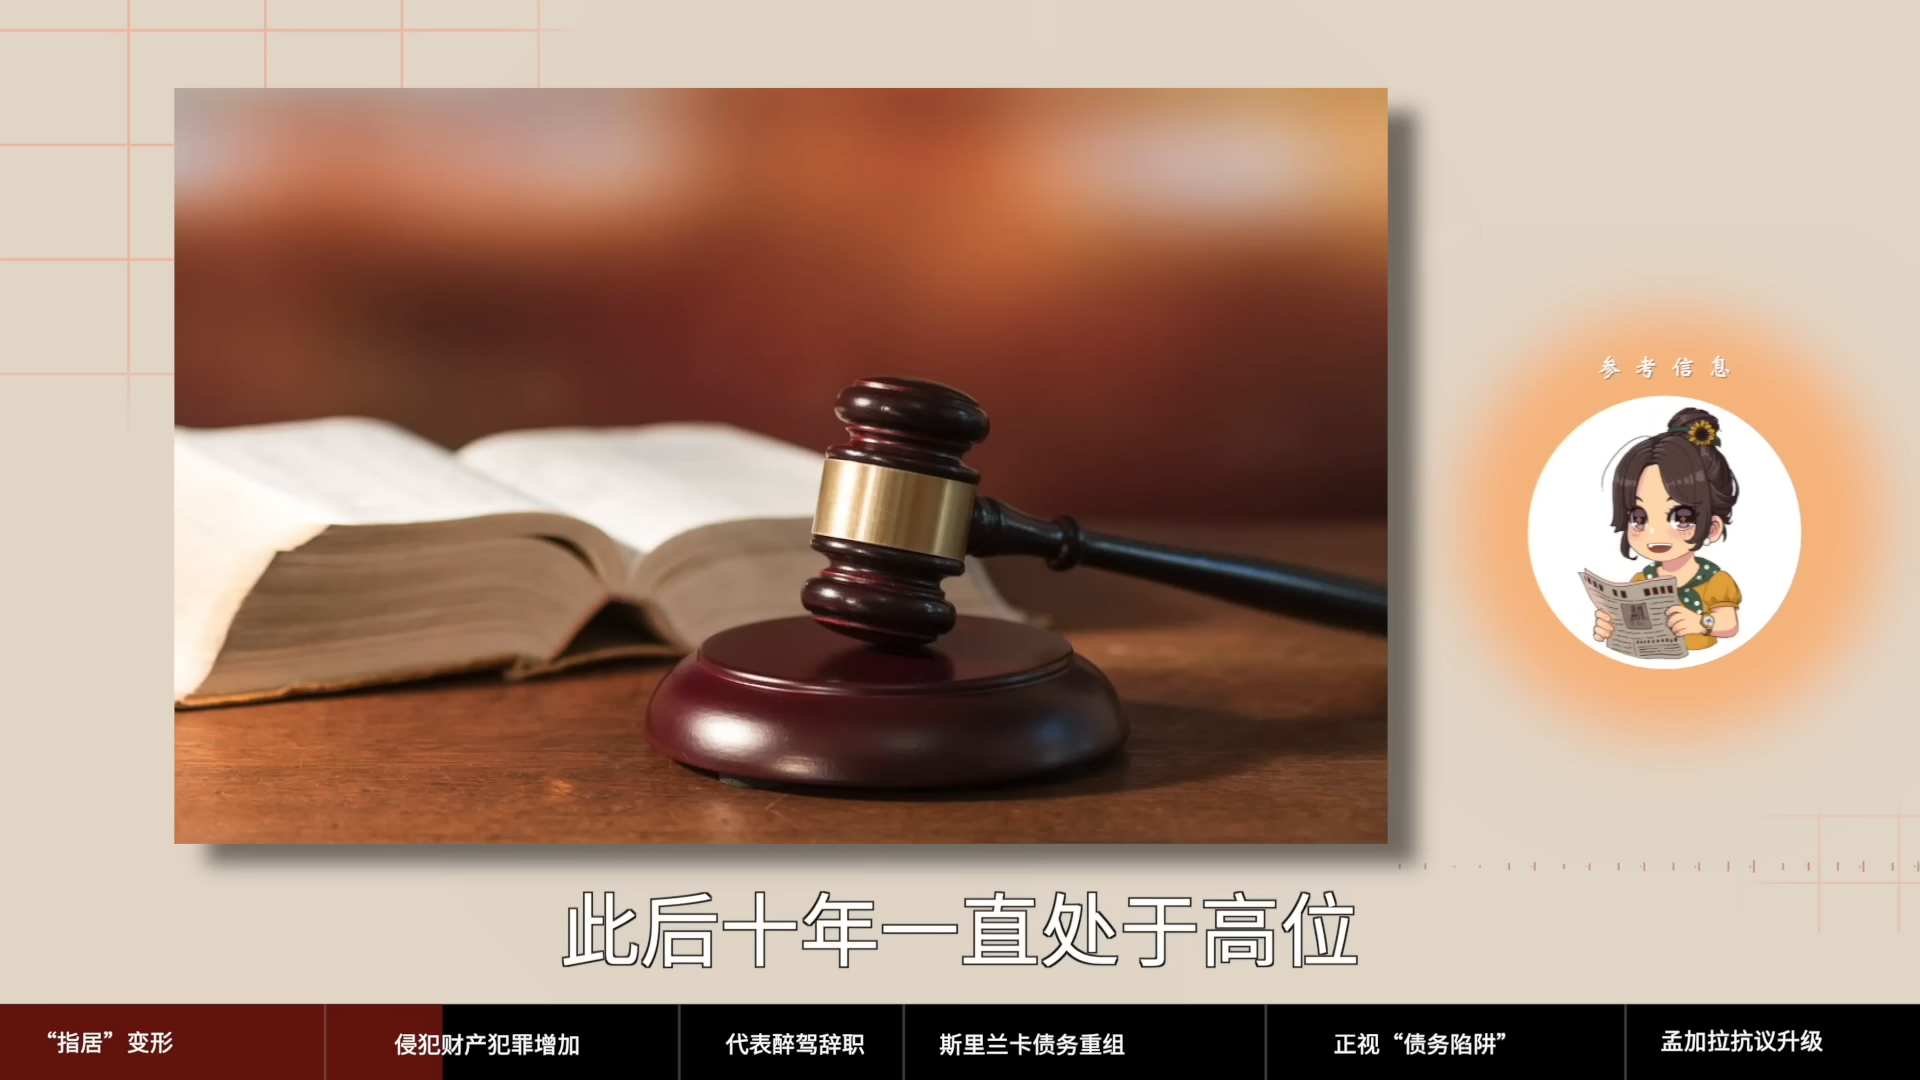 参考信息
此后十年一直处于高位
“指居”变形
侵犯财产犯罪增加
代表醉驾辞职
斯里兰卡债务重组
正视“债务陷阱”
孟加拉抗议升级